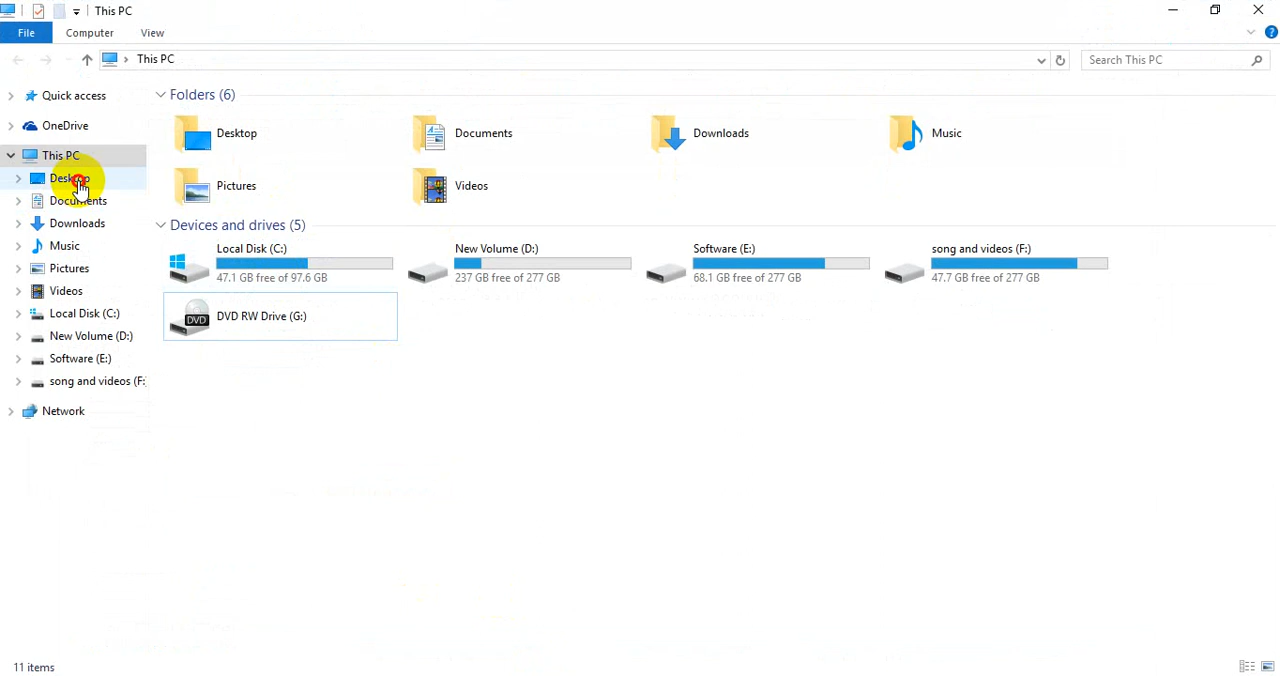 This PC
File
Computer
View
This PC
Search This PC
Quick access
OneDrive
This PC
Desktop
Documents
Downloads
Music
Pictures
Videos
Local Disk (C:)
New Volume (D:)
Software (E:)
song and videos (F:
Network
Folders (6)
Desktop
Documents
Downloads
Music
Pictures
Videos
Devices and drives (5)
Local Disk (C:)
47.1 GB free of 97.6 GB
New Volume (D:)
237 GB free of 277 GB
Software (E:)
68.1 GB free of 277 GB
song and videos (F:)
47.7 GB free of 277 GB
DVD
DVD RW Drive (G:)
11 items